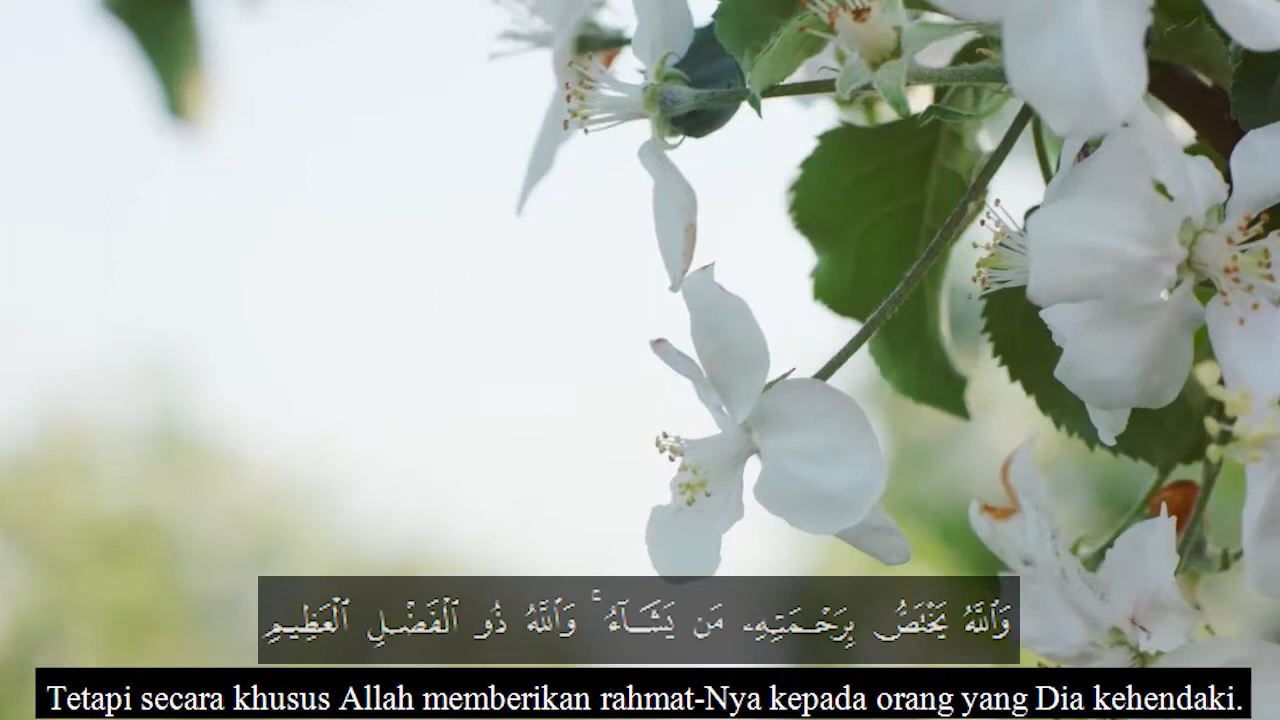 وَٱللَّهُ يَخْتَصُّ بِرَحْمَتِهِۦ مَن يَشَآءُ ۚ وَٱللَّهُ ذُو ٱلْفَضْلِ ٱلْعَظِيمِ
Tetapi secara khusus Allah memberikan rahmat-Nya kepada orang yang Dia kehendaki.